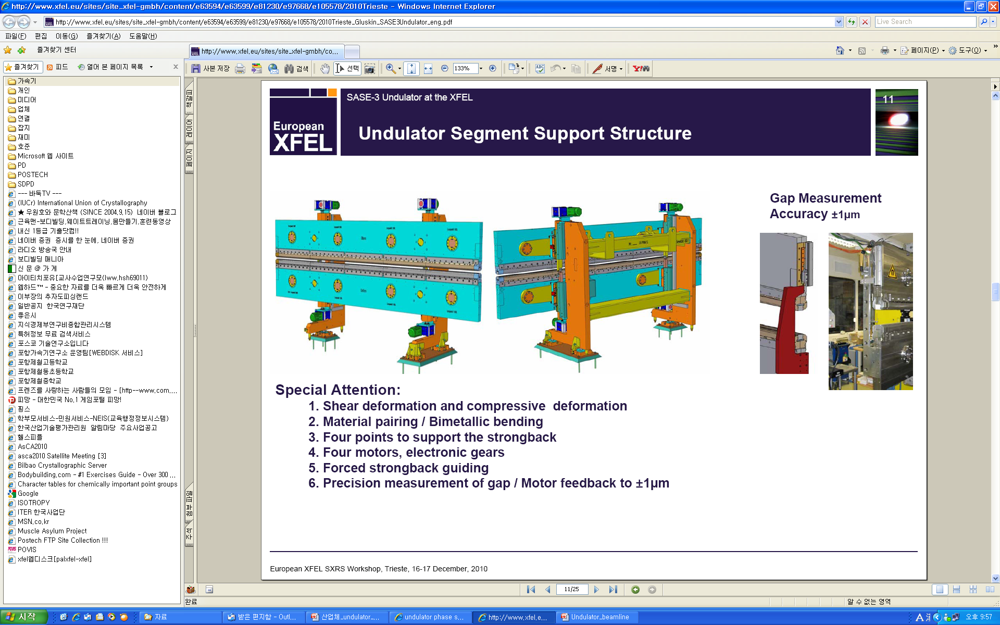 http://www.xfel.eu/sites/site_xfel-gmbh/content/e63594/e63599/e81230/e97668/e105578/2010Trieste - Windows Internet Explorer
http://www.xfel.eu/sites/site_xfel-gmbh/content/e63594/e63599/e81230/e97668/e105578/2010Trieste_Gluskin_SASE3Undulator_eng.pdf
Live Search
파일(F) 편집 이동(G) 즐겨찾기(A) 도움말(H)
즐겨찾기 센터
http://www.xfel.eu/sites/site_xfel-gmbh/co...
페이지(P) 도구(O)
즐겨찾기 피드 열어 본 페이지 목록
사본 저장 검색 선택 133% 서명
가속기
개인
미디어
업체
연결
잡지
재미
호준
Microsoft 웹 사이트
PD
POSTECH
SDPD
--- 바둑TV ---
(IUCr) International Union of Crystallography
★ 우원호와 문학산책 (SINCE 2004.9.15) 네이버 블로그
근육맨-보디빌딩,웨이트트레이닝,몸만들기,훈련동영상
내신 1등급 기출닷컴!!
네이버 증권 증시를 한 눈에, 네이버 증권
라디오 방송국 안내
보디빌딩 매니아
신 문 @ 가 게
아이티치포유[교사수업연구모(lww,hsh69011)
웹하드™ - 중요한 자료를 더욱 빠르게 더욱 안전하게
이부장의 추자도피싱랜드
일반공지 한국연구재단
좋은시
지식경제부연구비종합관리시스템
특허정보 무료 검색서비스
포스코 기술연구소입니다
포항가속기연구소 운영팀[WEBDISK 서비스]
포항제철고등학교
포항제철동초등학교
포항제철중학교
프렌즈를 사랑하는 사람들의 모임 - [http--www.com....
피망 - 대한민국 No.1 게임포털 피망!
핑스
학부모서비스-민원서비스-NEIS(교육행정정보시스템)
한국산업기술평가관리원 알림마당 주요사업공고
헬스피플
AsCA2010
asca2010 Satellite Meeting [3]
Bilbao Crystallographic Server
Bodybuilding.com - #1 Exercises Guide - Over 300 ...
Character tables for chemically important point groups
Google
ISOTROPY
ITER 한국사업단
MSN.co.kr
Muscle Asylum Project
Postech FTP Site Collection !!!
POVIS
xfel웹디스크[palxfel-xfel]
책갈피
레이어
페이지
첨부 파일
주석
European
XFEL
SASE-3 Undulator at the XFEL
Undulator Segment Support Structure
11
Gap Measurement
Accuracy ±1µm
Special Attention:
1. Shear deformation and compressive deformation
2. Material pairing / Bimetallic bending
3. Four points to support the strongback
4. Four motors, electronic gears
5. Forced strongback guiding
6. Precision measurement of gap / Motor feedback to ±1µm
European XFEL SXRS Workshop, Trieste, 16-17 December, 2010
11/25
완료
알 수 없는 영역
시작
자료
받은 편지함 - Outl...
산업체_undulator_...
undulator phase s...
http://www.xfel.e...
Undulator_beamline
A 漢
오후 9:57